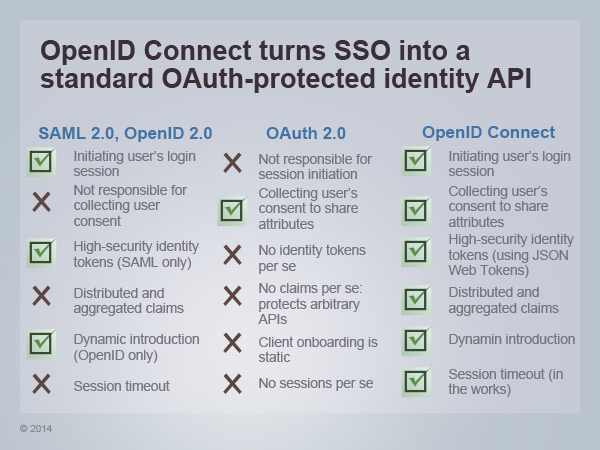 OpenID Connect turns SSO into a
standard OAuth-protected identity API
SAML 2.0, OpenID 2.0
Initiating user's login
session
Not responsible for
collecting user
consent
High-security identity
tokens (SAML only)
Distributed and
aggregated claims
Dynamic introduction
(OpenID only)
Session timeout
OAuth 2.0
Not responsible for
session initiation
Collecting user's
consent to share
attributes
No identity tokens
per se
No claims per se:
protects arbitrary
APIs
Client onboarding is
static
No sessions per se
OpenID Connect
Initiating user's login
session
Collecting user's
consent to share
attributes
High-security identity
tokens (using JSON
Web Tokens)
Distributed and
aggregated claims
Dynamin introduction
Session timeout (in
the works)
© 2014